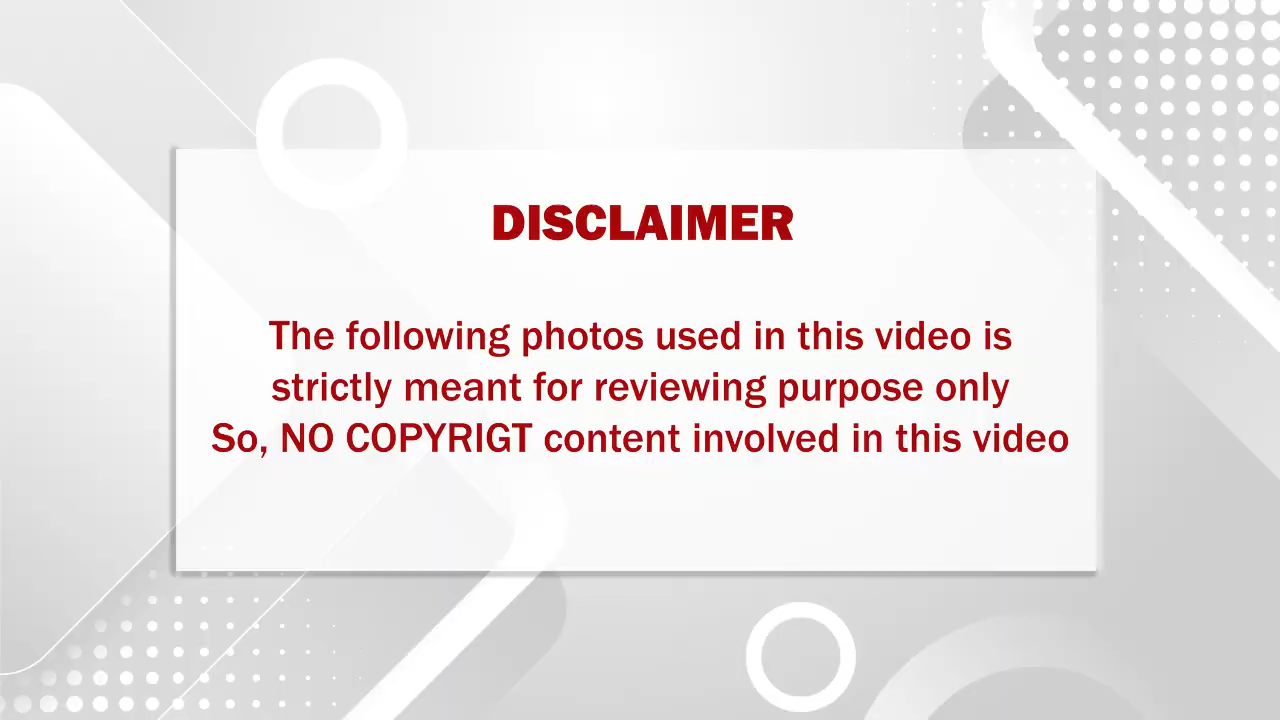 DISCLAIMER
The following photos used in this video is
strictly meant for reviewing purpose only
So, NO COPYRIGT content involved in this video